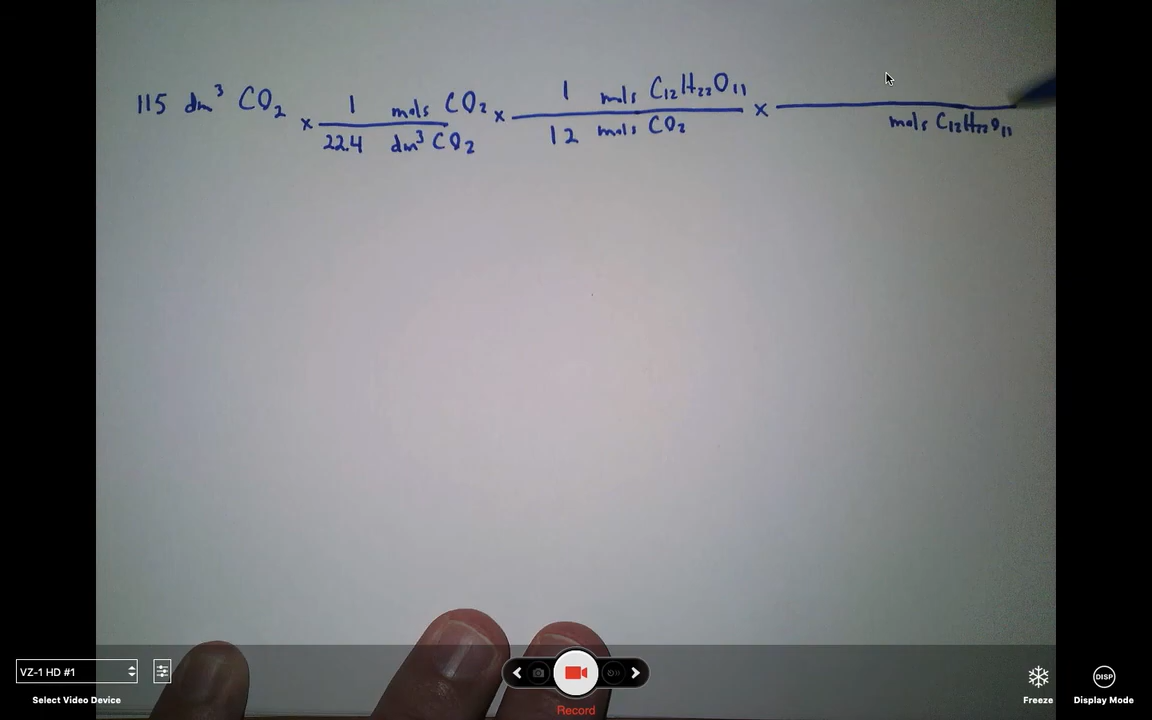 115 dm³ CO₂ × 1 mols CO₂ × 1 mols C₁₂H₂₂O₁₁ ×
22.4 dm³ CO₂ 12 mols CO₂ mols C₁₂H₂₂O₁₁
VZ-1 HD #1
Select Video Device
Record
Freeze
DISP
Display Mode